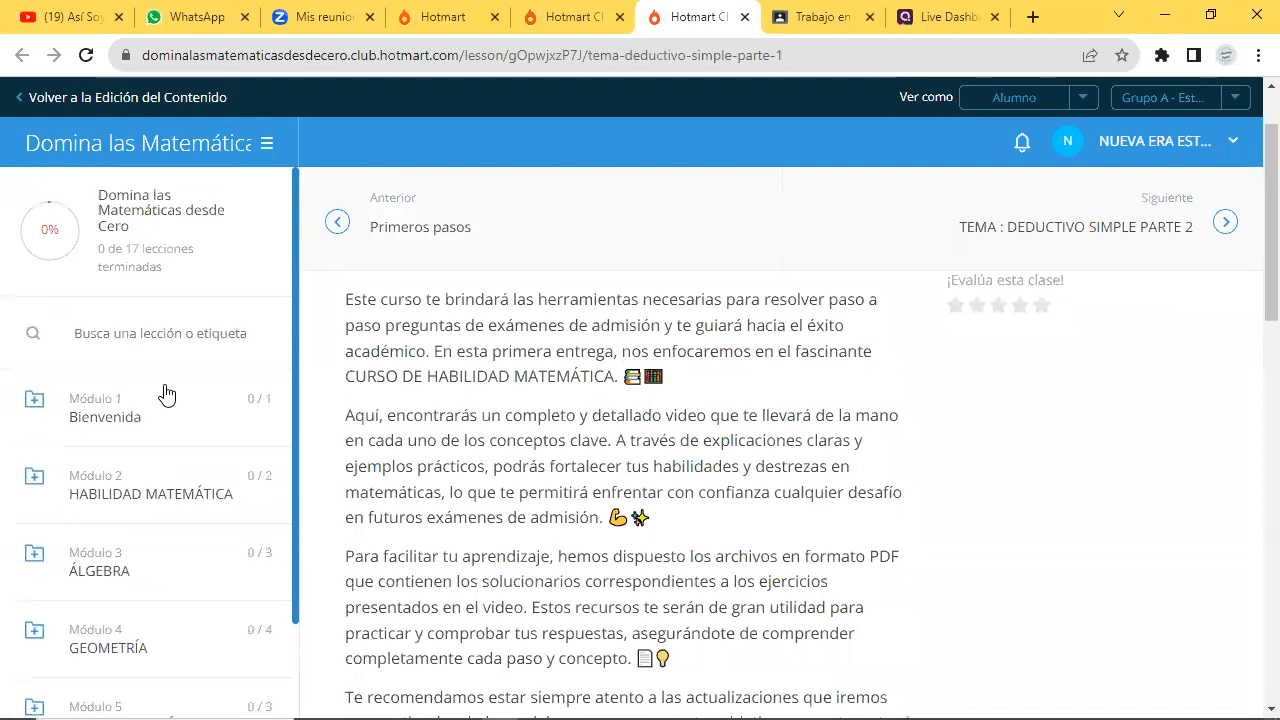 (19) Así Soy
WhatsApp
Mis reunio
Hotmart
Hotmart Cl
Hotmart Cl
Trabajo en
Live Dashb
dominalasmatematicasdesdecero.club.hotmart.com/lesson/gOpwjxzP7J/tema-deductivo-simple-parte-1
Volver a la Edición del Contenido
Ver como
Alumno
Grupo A - Est...
Domina las Matemática
N
NUEVA ERA EST...
0%
Domina las
Matemáticas desde
Cero
0 de 17 lecciones
terminadas
Busca una lección o etiqueta
Módulo 1
0 / 1
Bienvenida
Módulo 2
0 / 2
HABILIDAD MATEMÁTICA
Módulo 3
0 / 3
ÁLGEBRA
Módulo 4
0 / 4
GEOMETRÍA
Módulo 5
0 / 3
Anterior
Primeros pasos
Siguiente
TEMA : DEDUCTIVO SIMPLE PARTE 2
¡Evalúa esta clase!
Este curso te brindará las herramientas necesarias para resolver paso a
paso preguntas de exámenes de admisión y te guiará hacia el éxito
académico. En esta primera entrega, nos enfocaremos en el fascinante
CURSO DE HABILIDAD MATEMÁTICA. 📚🧮
Aquí, encontrarás un completo y detallado video que te llevará de la mano
en cada uno de los conceptos clave. A través de explicaciones claras y
ejemplos prácticos, podrás fortalecer tus habilidades y destrezas en
matemáticas, lo que te permitirá enfrentar con confianza cualquier desafío
en futuros exámenes de admisión. 💪✨
Para facilitar tu aprendizaje, hemos dispuesto los archivos en formato PDF
que contienen los solucionarios correspondientes a los ejercicios
presentados en el video. Estos recursos te serán de gran utilidad para
practicar y comprobar tus respuestas, asegurándote de comprender
completamente cada paso y concepto. 📄💡
Te recomendamos estar siempre atento a las actualizaciones que iremos